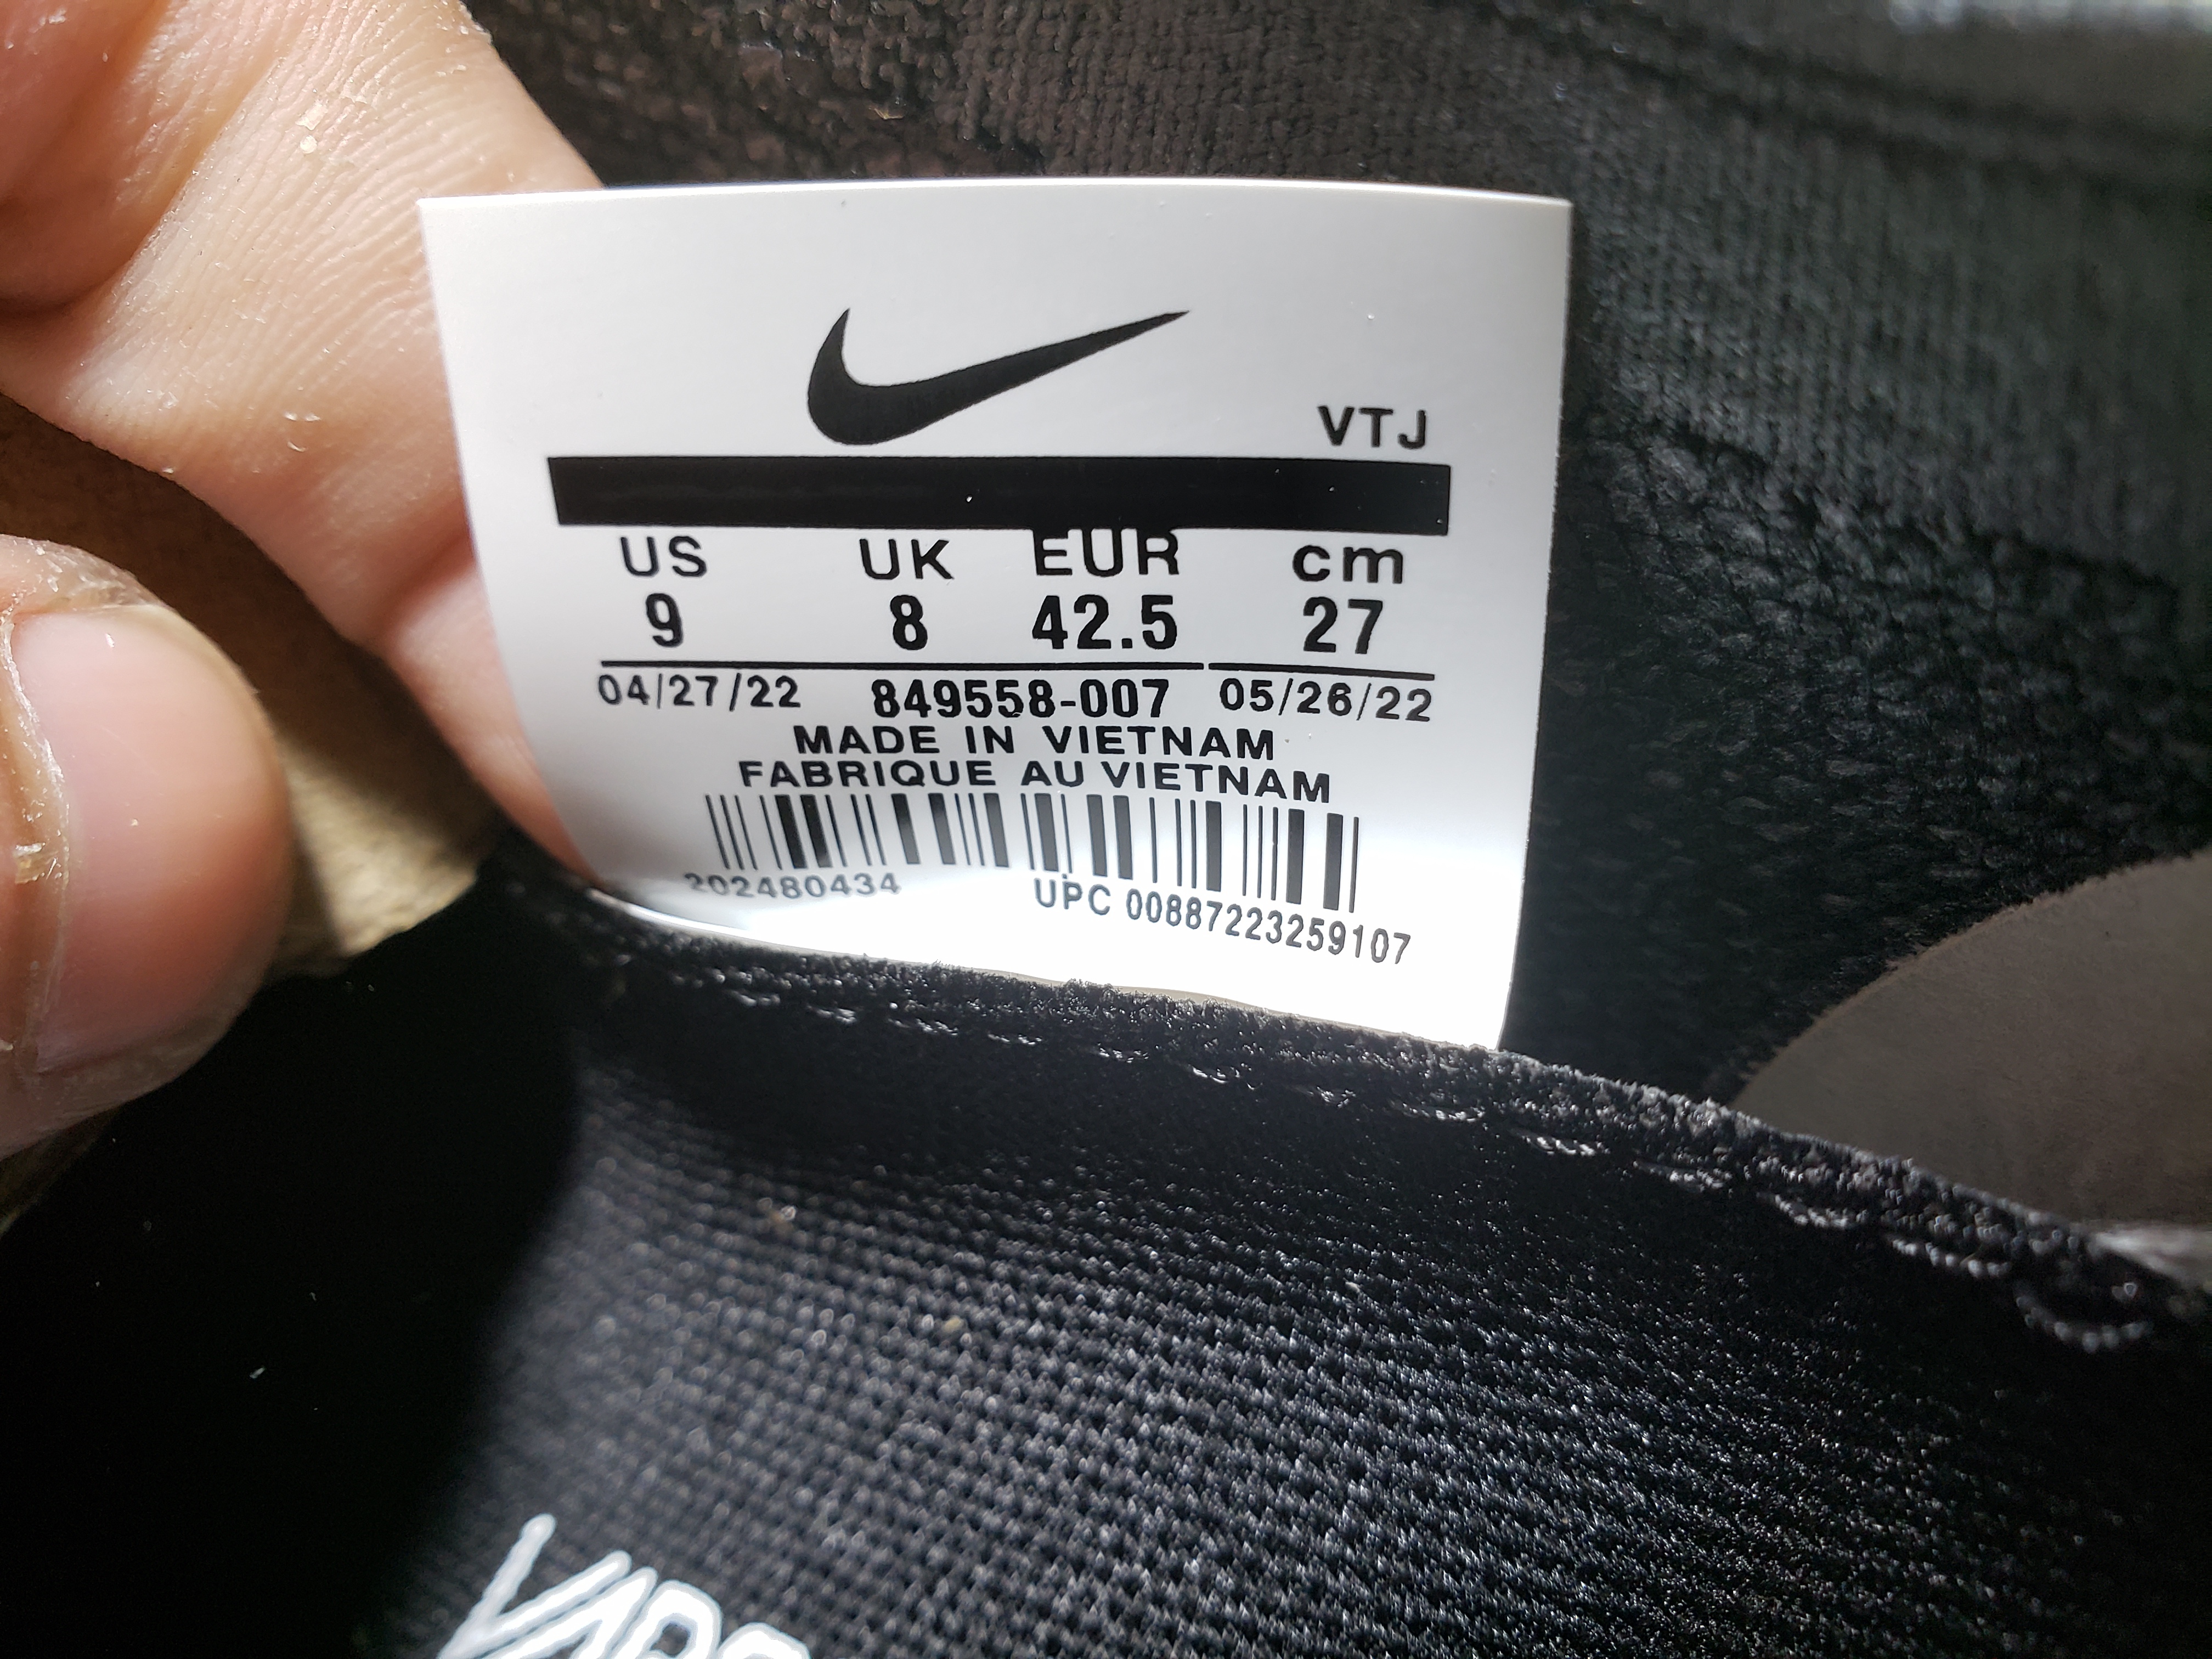 VTJ
US UK EUR cm
9 8 42.5 27
04/27/22 849558-007 05/26/22
MADE IN VIETNAM
FABRIQUE AU VIETNAM
202480434 UPC 00887223259107